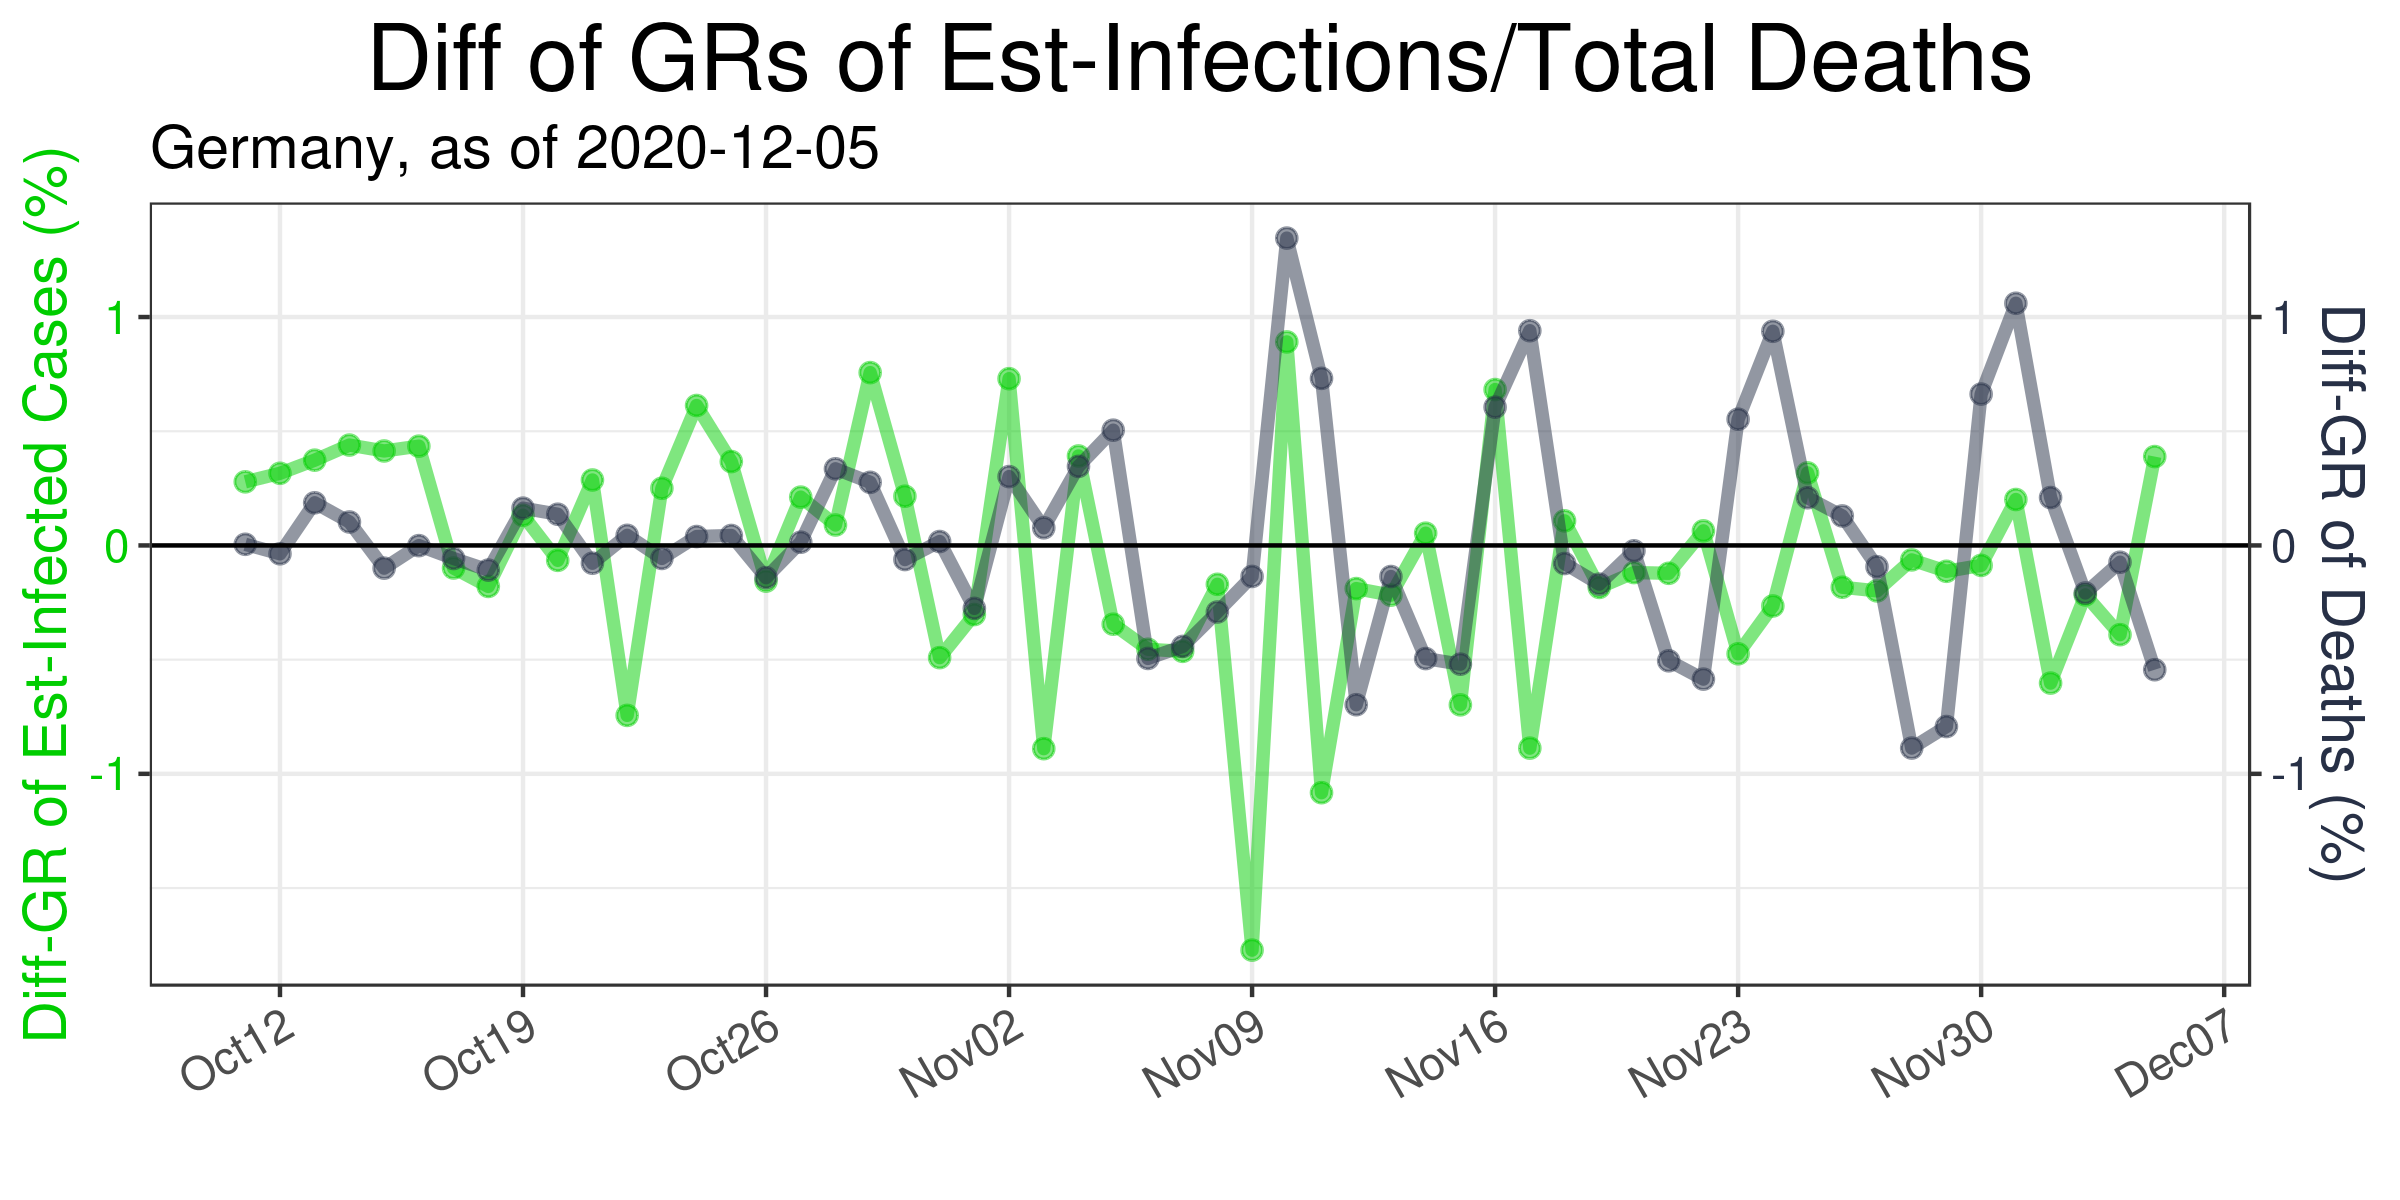 Diff of GRs of Est-Infections/Total Deaths
Germany, as of 2020-12-05
Diff-GR of Est-Infected Cases (%)
1
0
-1
1
0
-1
Diff-GR of Deaths (%)
Oct12
Oct19
Oct26
Nov02
Nov09
Nov16
Nov23
Nov30
Dec07